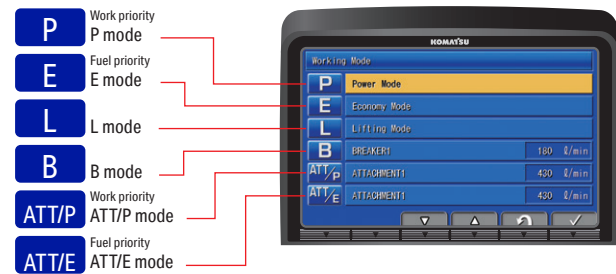 P
Work priority
P mode
E
Fuel priority
E mode
L
L mode
B
B mode
ATT/P
Work priority
ATT/P mode
ATT/E
Fuel priority
ATT/E mode
KOMATSU
Working Mode
P Power Mode
E Economy Mode
L Lifting Mode
B BREAKER1 180 ℓ/min
ATT/P ATTACHMENT1 430 ℓ/min
ATT/E ATTACHMENT1 430 ℓ/min